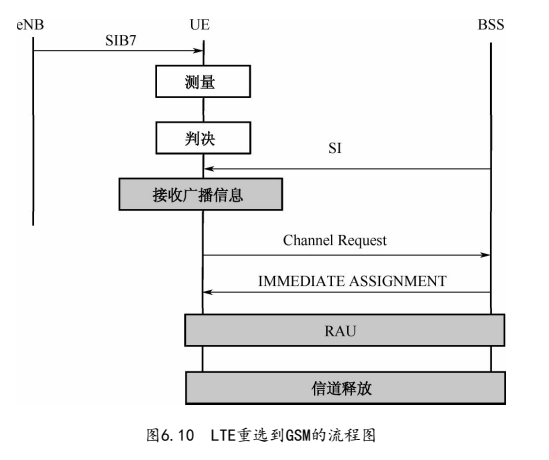 eNB UE BSS
SIB7
测量
判决
SI
接收广播信息
Channel Request
IMMEDIATE ASSIGNMENT
RAU
信道释放
图6.10 LTE重选到GSM的流程图